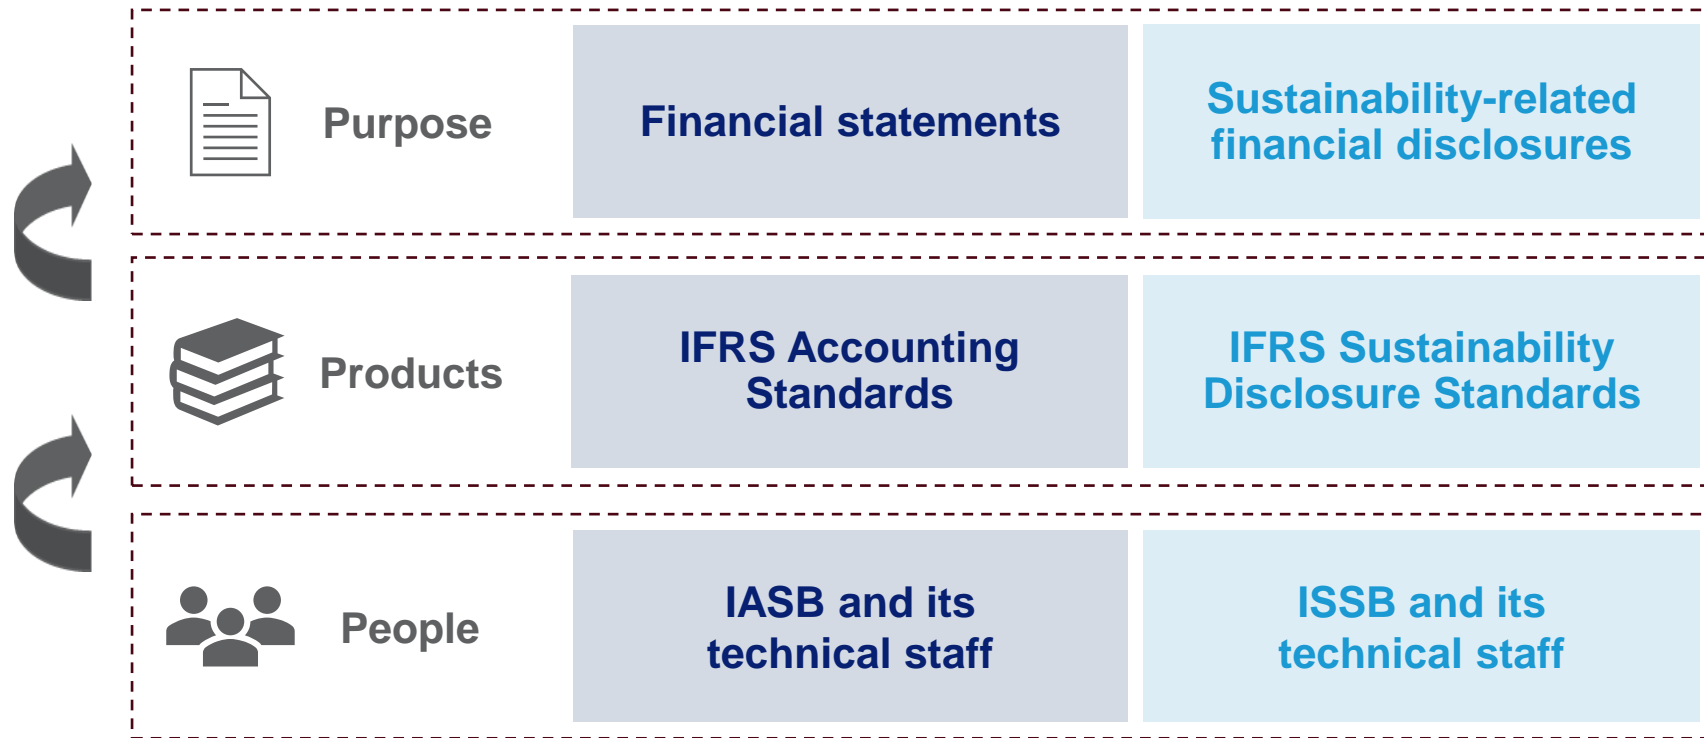 Purpose
Financial statements
Sustainability-related
financial disclosures
Products
IFRS Accounting
Standards
IFRS Sustainability
Disclosure Standards
People
IASB and its
technical staff
ISSB and its
technical staff